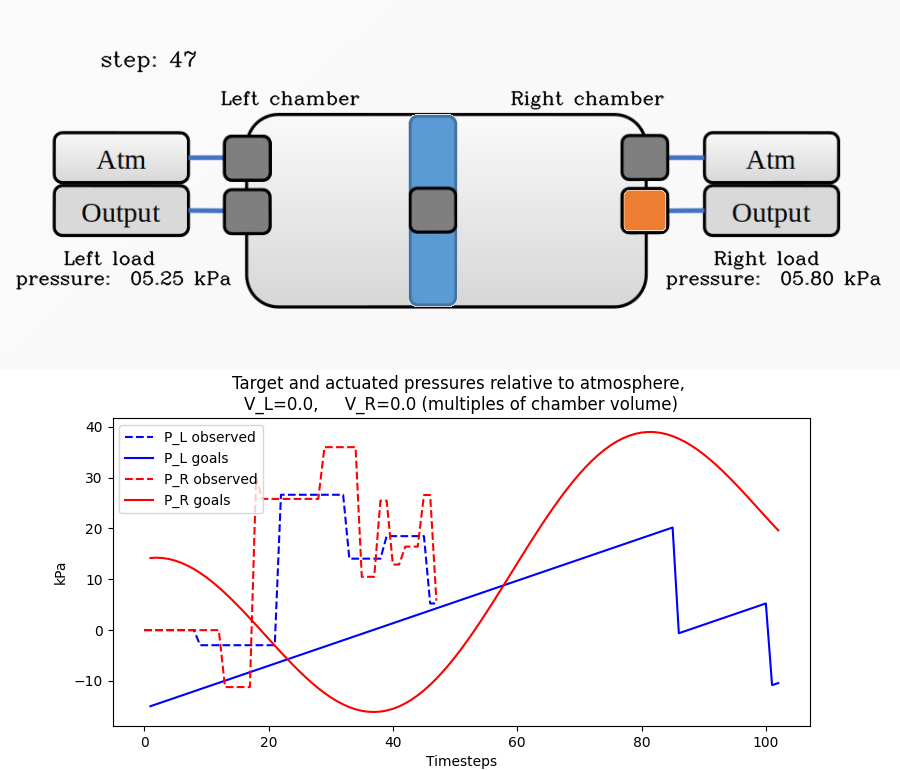 step: 47
Left chamber
Right chamber
Atm
Atm
Output
Output
Left load
pressure:  05.25 kPa
Right load
pressure:  05.80 kPa
Target and actuated pressures relative to atmosphere,
V_L=0.0,     V_R=0.0 (multiples of chamber volume)
P_L observed
P_L goals
P_R observed
P_R goals
kPa
40
30
20
10
0
−10
0
20
40
60
80
100
Timesteps